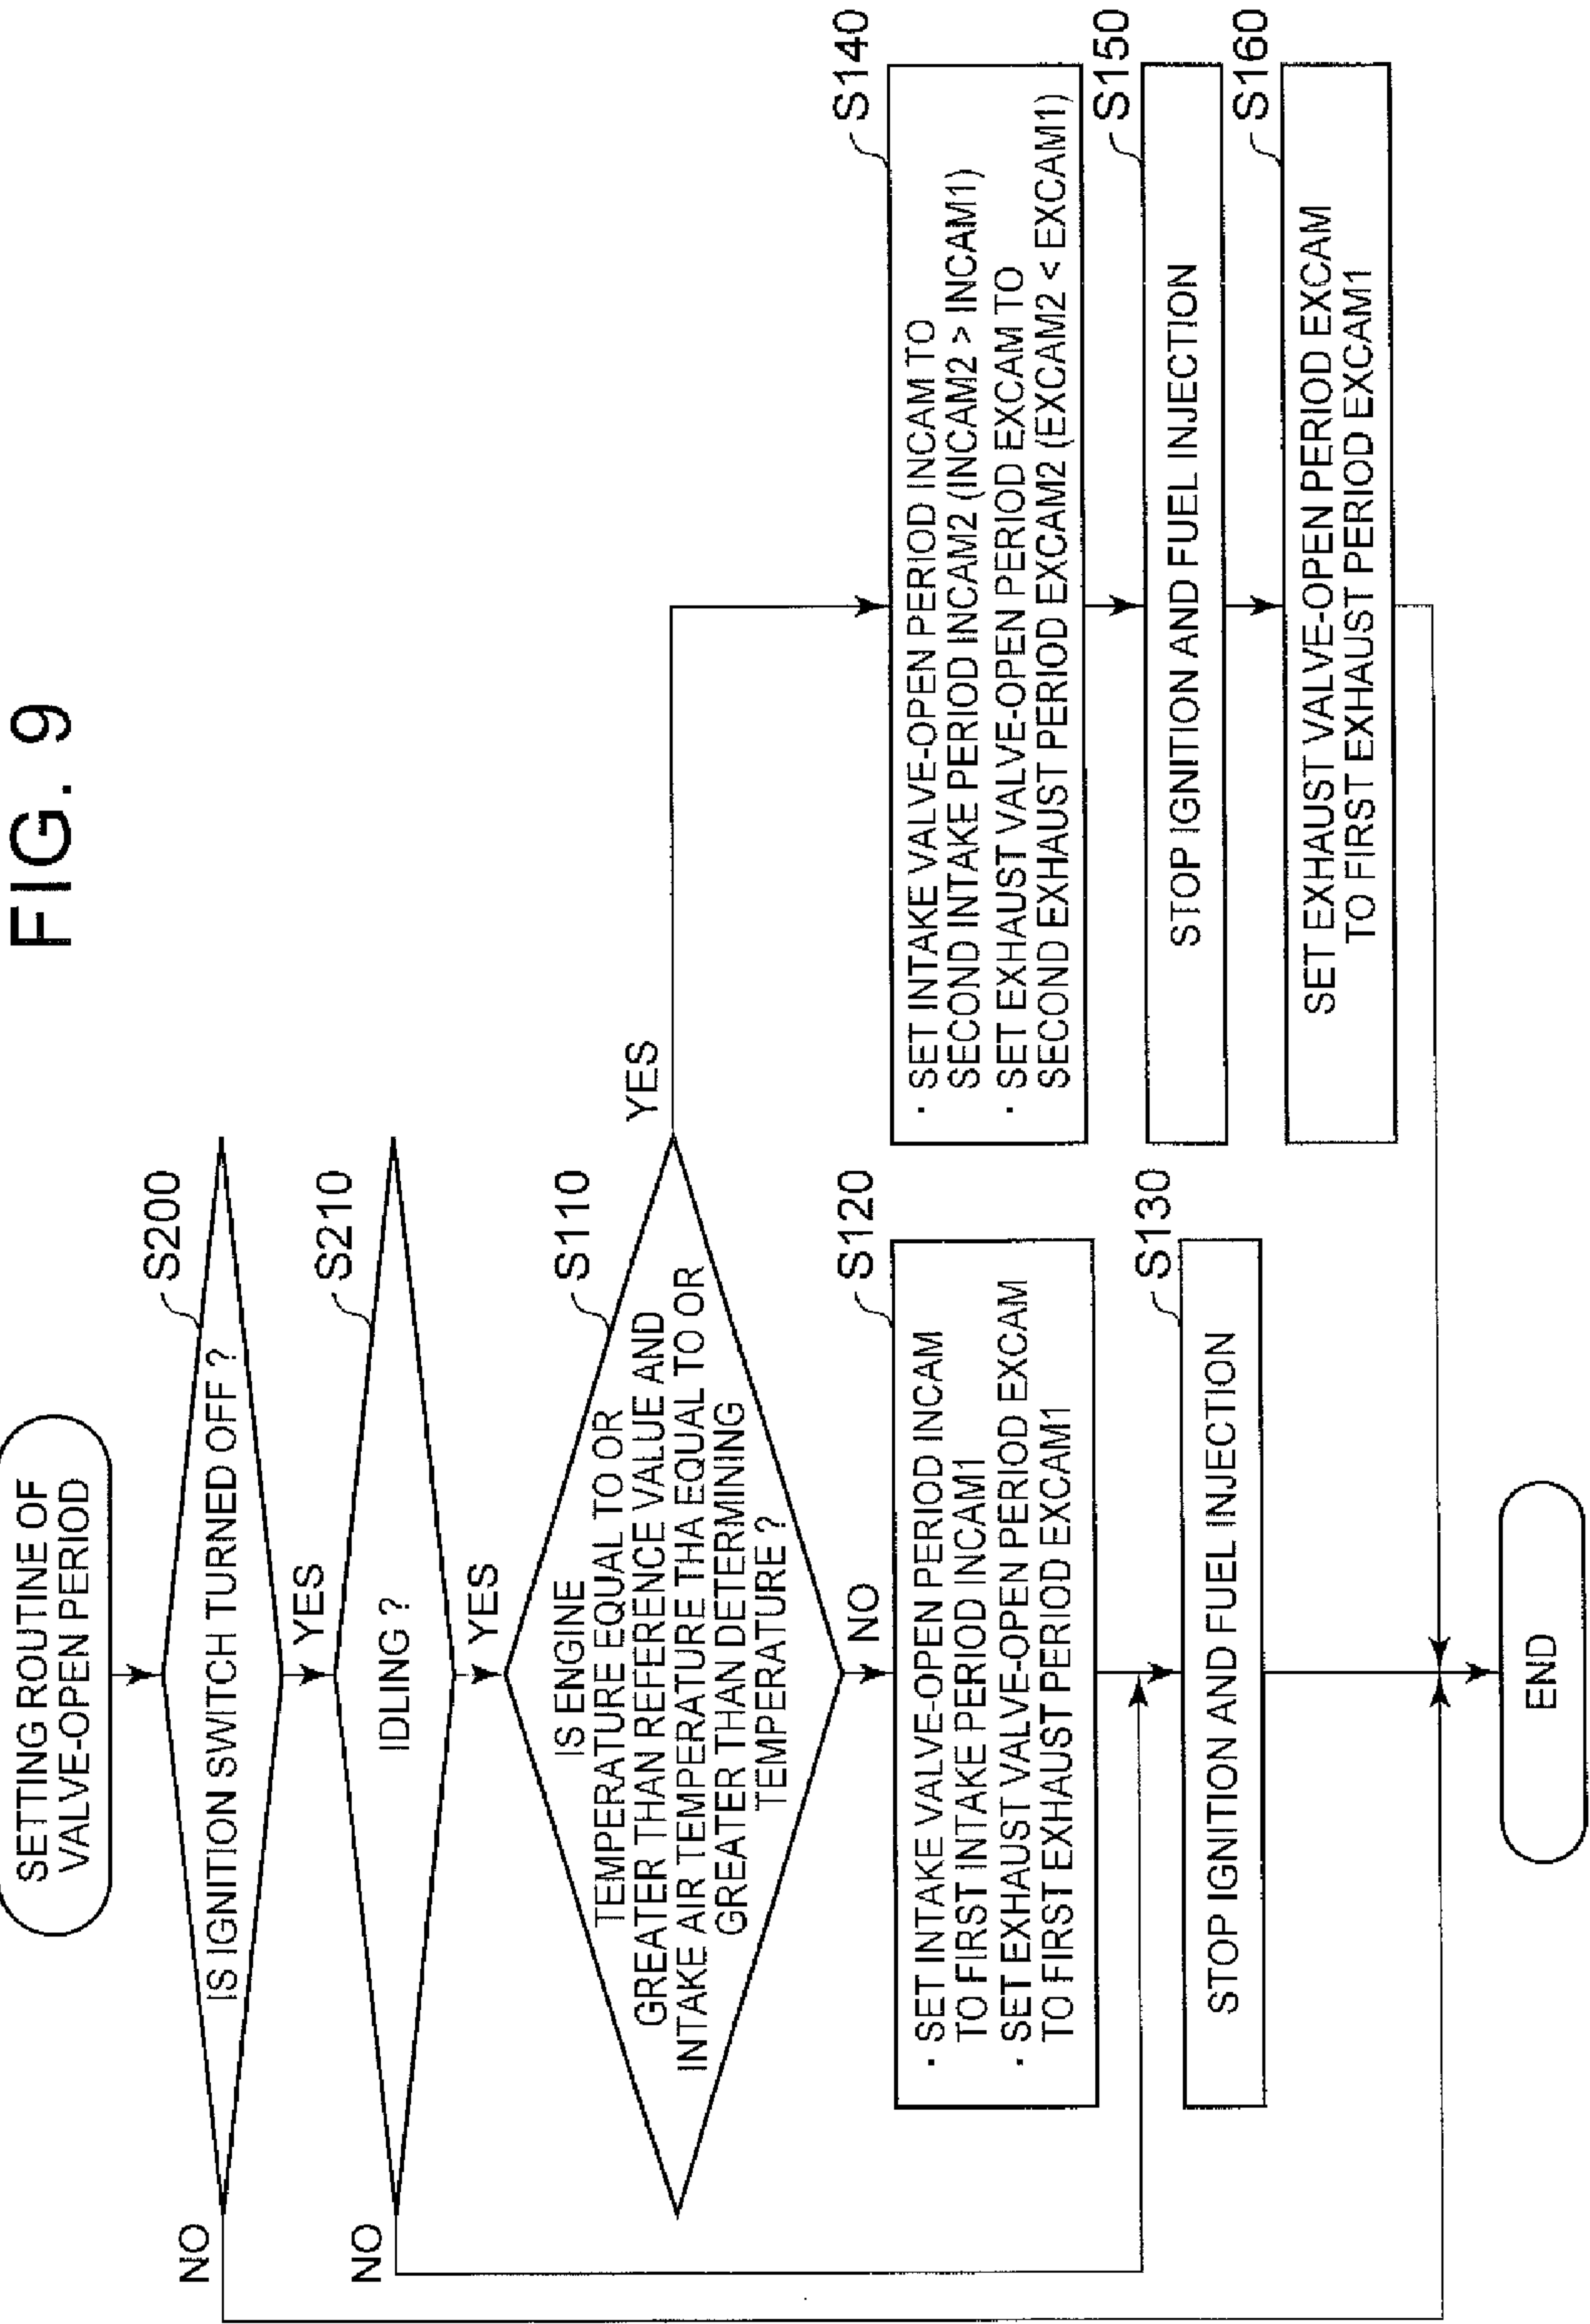 FIG. 9
SETTING ROUTINE OF
VALVE-OPEN PERIOD
S200
IS IGNITION SWITCH TURNED OFF ?
NO
YES
S210
IDLING ?
NO
YES
S110
IS ENGINE
TEMPERATURE EQUAL TO OR
GREATER THAN REFERENCE VALUE AND
INTAKE AIR TEMPERATURE THA EQUAL TO OR
GREATER THAN DETERMINING
TEMPERATURE ?
YES
NO
S120
· SET INTAKE VALVE-OPEN PERIOD INCAM
TO FIRST INTAKE PERIOD INCAM1
· SET EXHAUST VALVE-OPEN PERIOD EXCAM
TO FIRST EXHAUST PERIOD EXCAM1
S130
STOP IGNITION AND FUEL INJECTION
S140
· SET INTAKE VALVE-OPEN PERIOD INCAM TO
SECOND INTAKE PERIOD INCAM2 (INCAM2 > INCAM1)
· SET EXHAUST VALVE-OPEN PERIOD EXCAM TO
SECOND EXHAUST PERIOD EXCAM2 (EXCAM2 < EXCAM1)
S150
STOP IGNITION AND FUEL INJECTION
S160
SET EXHAUST VALVE-OPEN PERIOD EXCAM
TO FIRST EXHAUST PERIOD EXCAM1
END